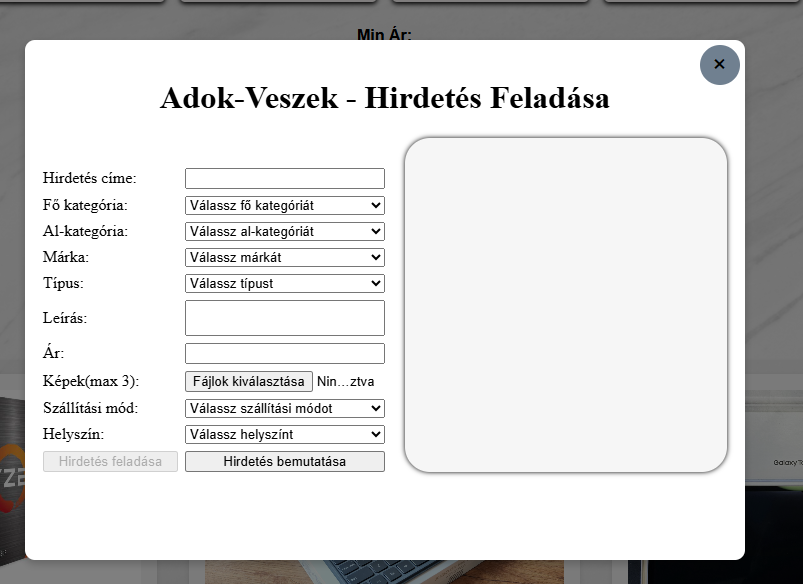 Min Ár:
✕
Adok-Veszek - Hirdetés Feladása
Hirdetés címe:
Fő kategória: Válassz fő kategóriát
Al-kategória: Válassz al-kategóriát
Márka: Válassz márkát
Típus: Válassz típust
Leírás:
Ár:
Képek(max 3): Fájlok kiválasztása Nin...ztva
Szállítási mód: Válassz szállítási módot
Helyszín: Válassz helyszínt
Hirdetés feladása Hirdetés bemutatása